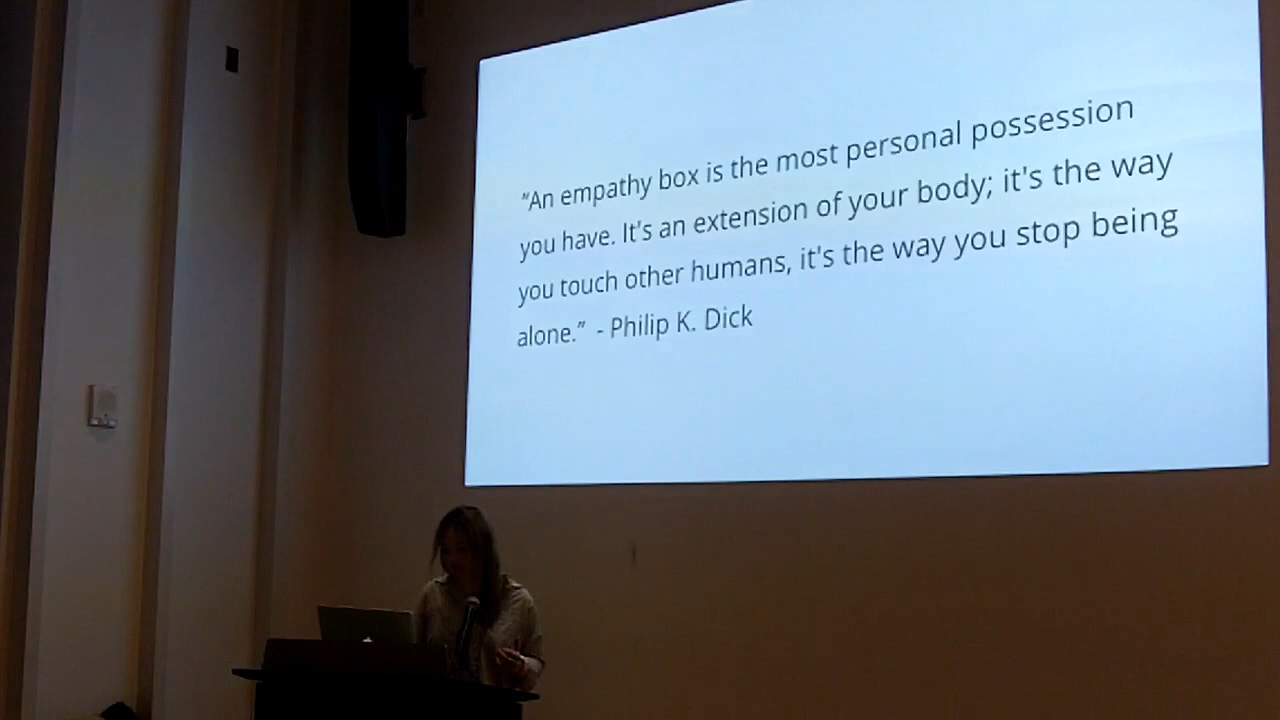 “An empathy box is the most personal possession
you have. It's an extension of your body; it's the way
you touch other humans, it's the way you stop being
alone.” - Philip K. Dick